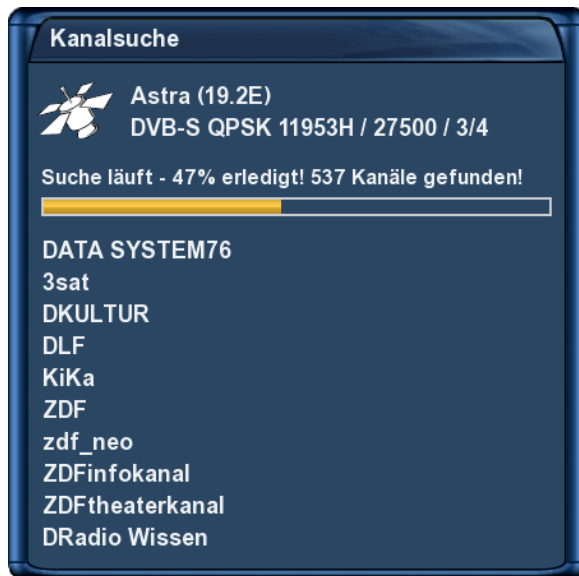 Kanalsuche
Astra (19.2E)
DVB-S QPSK 11953H / 27500 / 3/4
Suche läuft - 47% erledigt! 537 Kanäle gefunden!
DATA SYSTEM76
3sat
DKULTUR
DLF
KiKa
ZDF
zdf_neo
ZDFinfokanal
ZDFtheaterkanal
DRadio Wissen